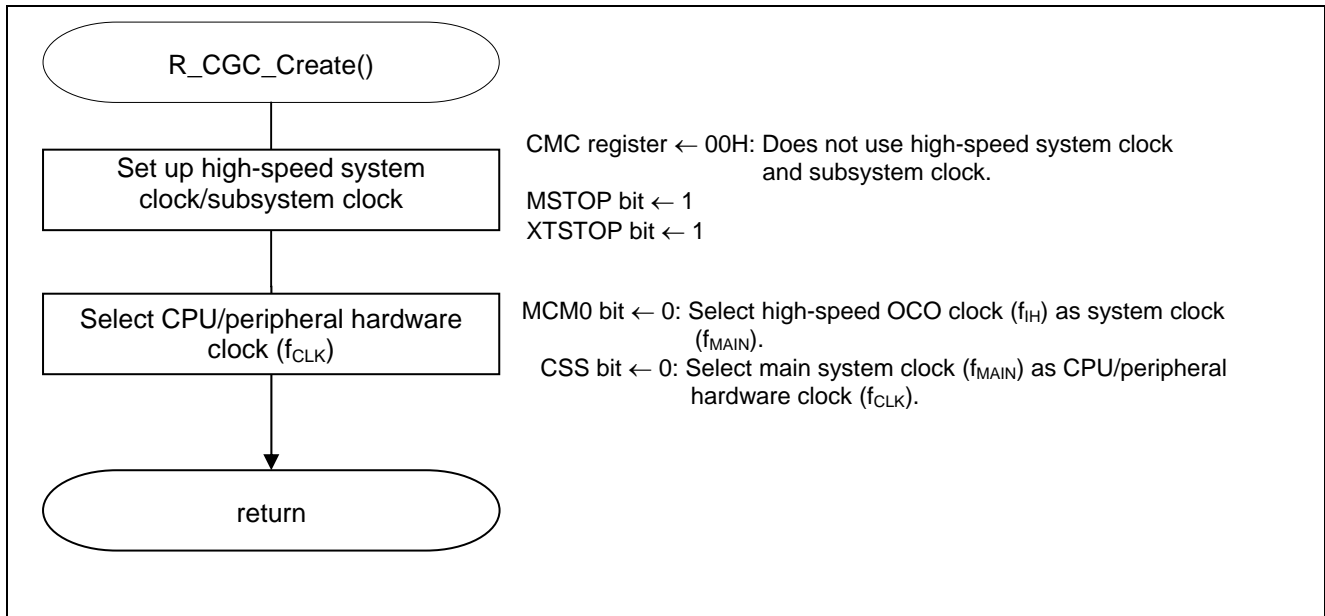 R_CGC_Create()
Set up high-speed system
clock/subsystem clock
CMC register ← 00H: Does not use high-speed system clock
and subsystem clock.
MSTOP bit ← 1
XTSTOP bit ← 1
Select CPU/peripheral hardware
clock (fCLK)
MCM0 bit ← 0: Select high-speed OCO clock (fIH) as system clock
(fMAIN).
CSS bit ← 0: Select main system clock (fMAIN) as CPU/peripheral
hardware clock (fCLK).
return